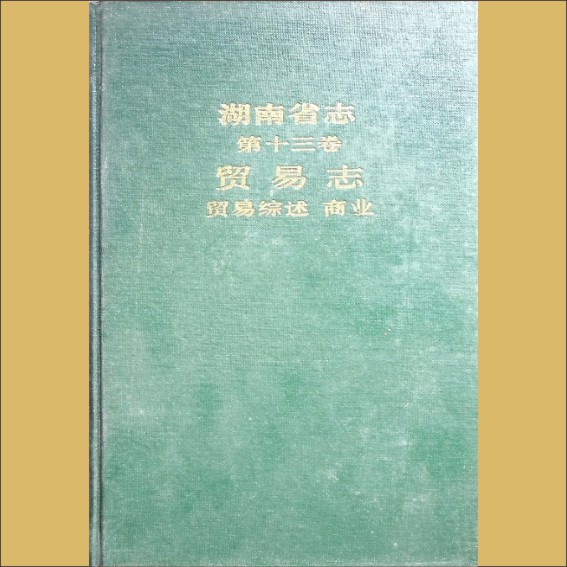 湖南省志
第十三卷
贸易志
贸易综述 商业